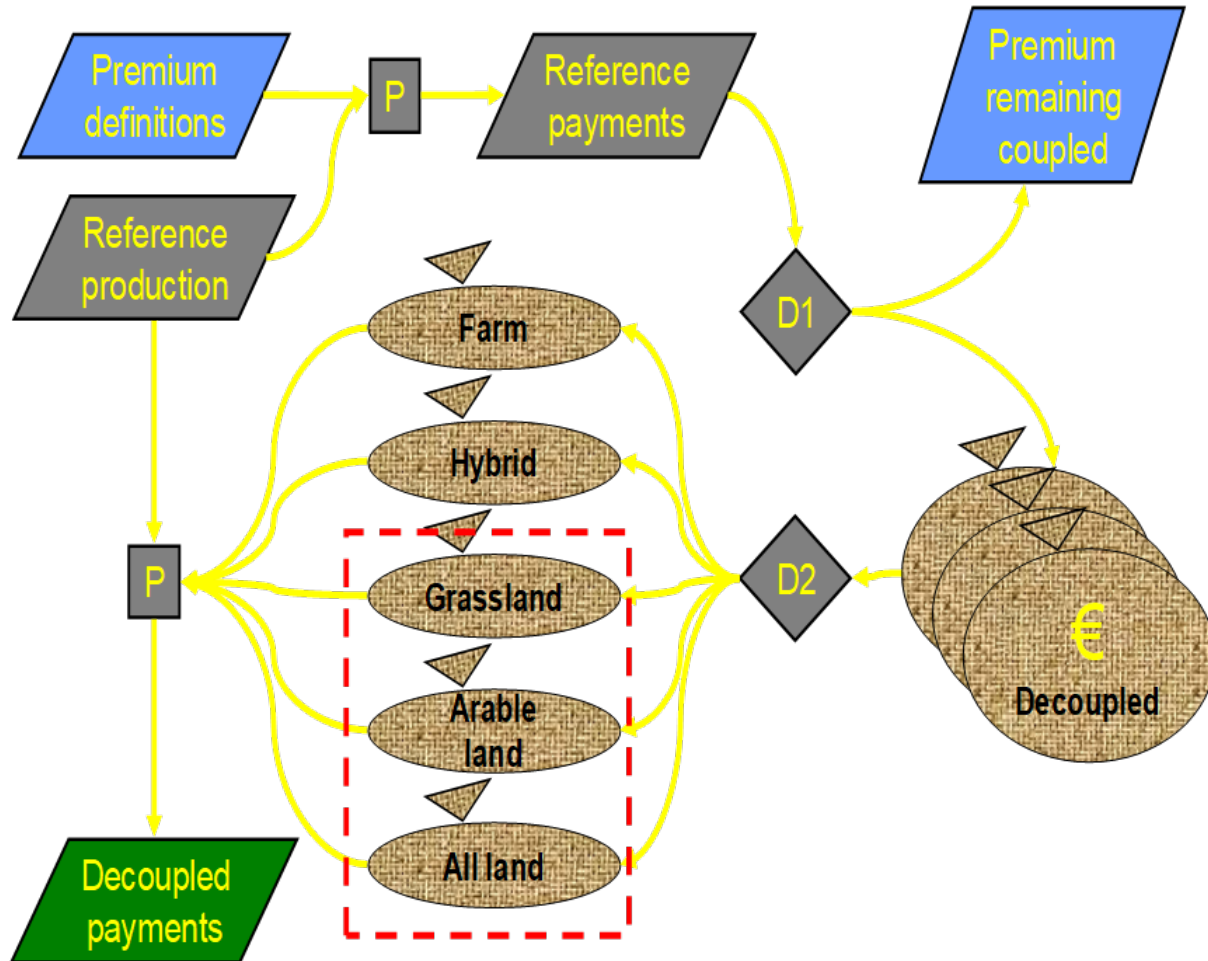 Premium
definitions
P
Reference
payments
Premium
remaining
coupled
Reference
production
D1
Farm
Hybrid
P
Grassland
D2
€
Decoupled
Arable
land
All land
Decoupled
payments